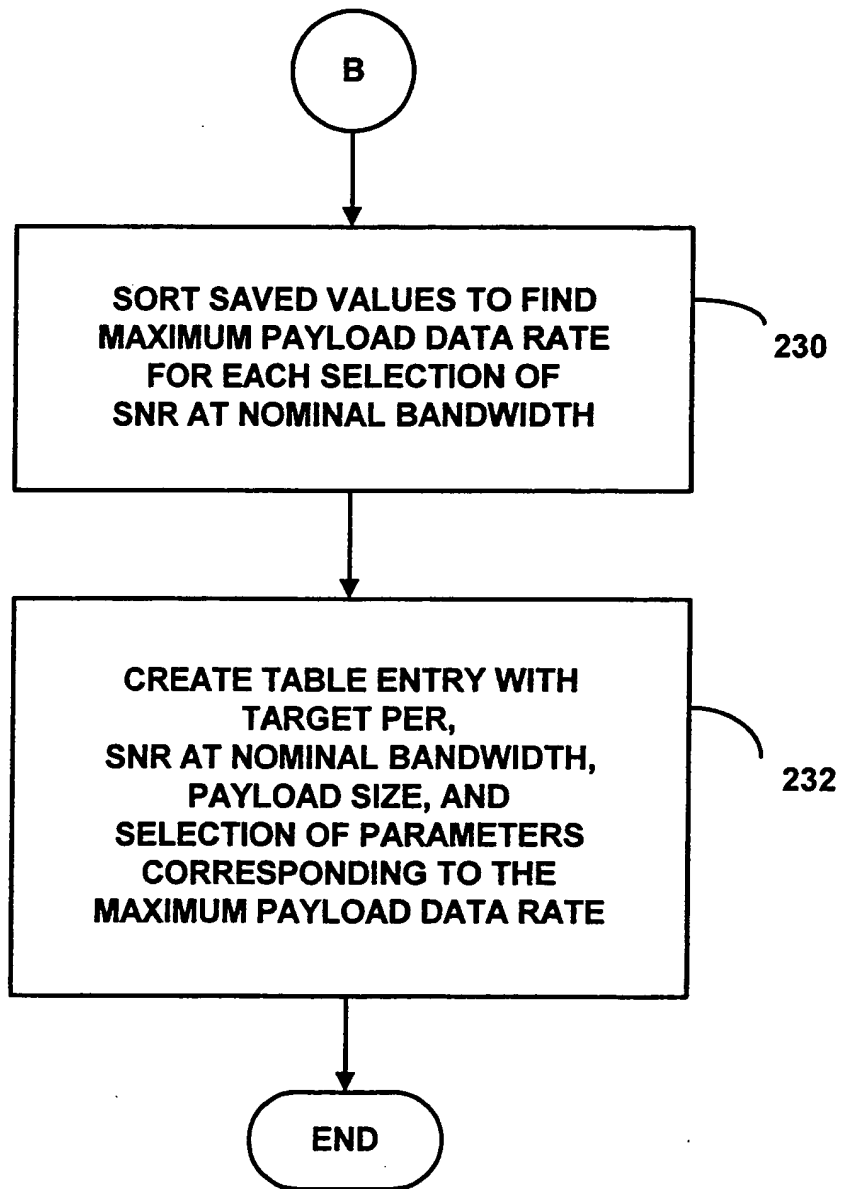 B
SORT SAVED VALUES TO FIND
MAXIMUM PAYLOAD DATA RATE
FOR EACH SELECTION OF
SNR AT NOMINAL BANDWIDTH
230
CREATE TABLE ENTRY WITH
TARGET PER,
SNR AT NOMINAL BANDWIDTH,
PAYLOAD SIZE, AND
SELECTION OF PARAMETERS
CORRESPONDING TO THE
MAXIMUM PAYLOAD DATA RATE
232
END